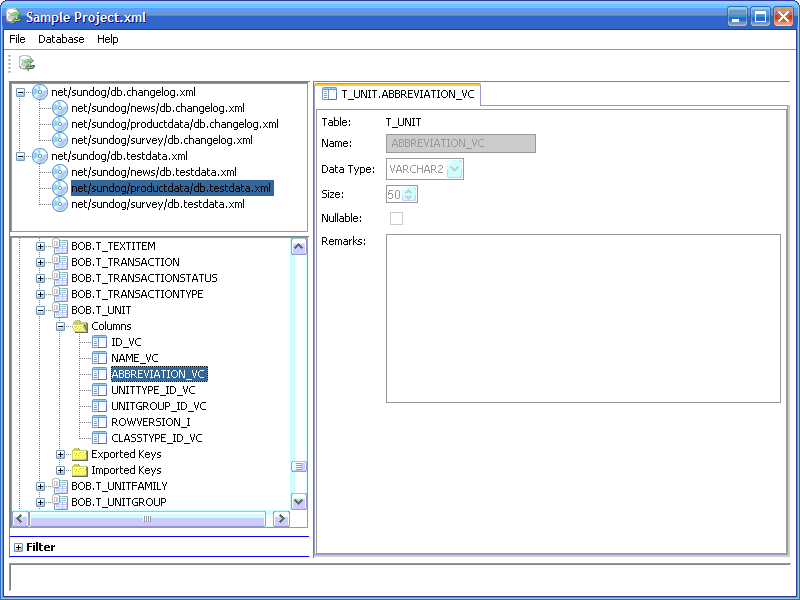 Sample Project.xml
File Database Help
net/sundog/db.changelog.xml
net/sundog/news/db.changelog.xml
net/sundog/productdata/db.changelog.xml
net/sundog/survey/db.changelog.xml
net/sundog/db.testdata.xml
net/sundog/news/db.testdata.xml
net/sundog/productdata/db.testdata.xml
net/sundog/survey/db.testdata.xml
BOB.T_TEXTITEM
BOB.T_TRANSACTION
BOB.T_TRANSACTIONSTATUS
BOB.T_TRANSACTIONTYPE
BOB.T_UNIT
Columns
ID_VC
NAME_VC
ABBREVIATION_VC
UNITTYPE_ID_VC
UNITGROUP_ID_VC
ROWVERSION_I
CLASSTYPE_ID_VC
Exported Keys
Imported Keys
BOB.T_UNITFAMILY
BOB.T_UNITGROUP
Filter
T_UNIT.ABBREVIATION_VC
Table: T_UNIT
Name: ABBREVIATION_VC
Data Type: VARCHAR2
Size: 50
Nullable:
Remarks: